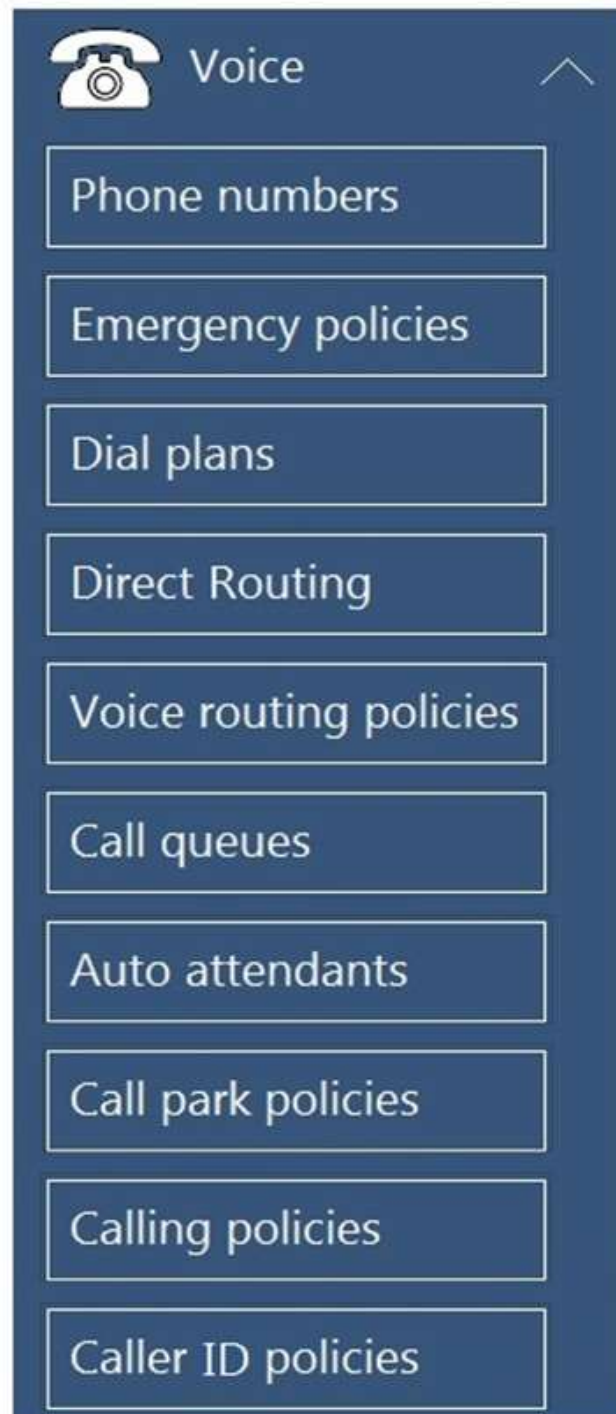 Voice
Phone numbers
Emergency policies
Dial plans
Direct Routing
Voice routing policies
Call queues
Auto attendants
Call park policies
Calling policies
Caller ID policies